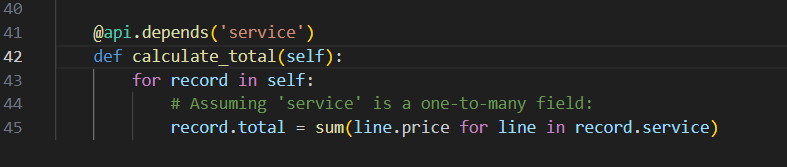 40
41 @api.depends('service')
42 def calculate_total(self):
43 for record in self:
44 # Assuming 'service' is a one-to-many field:
45 record.total = sum(line.price for line in record.service)